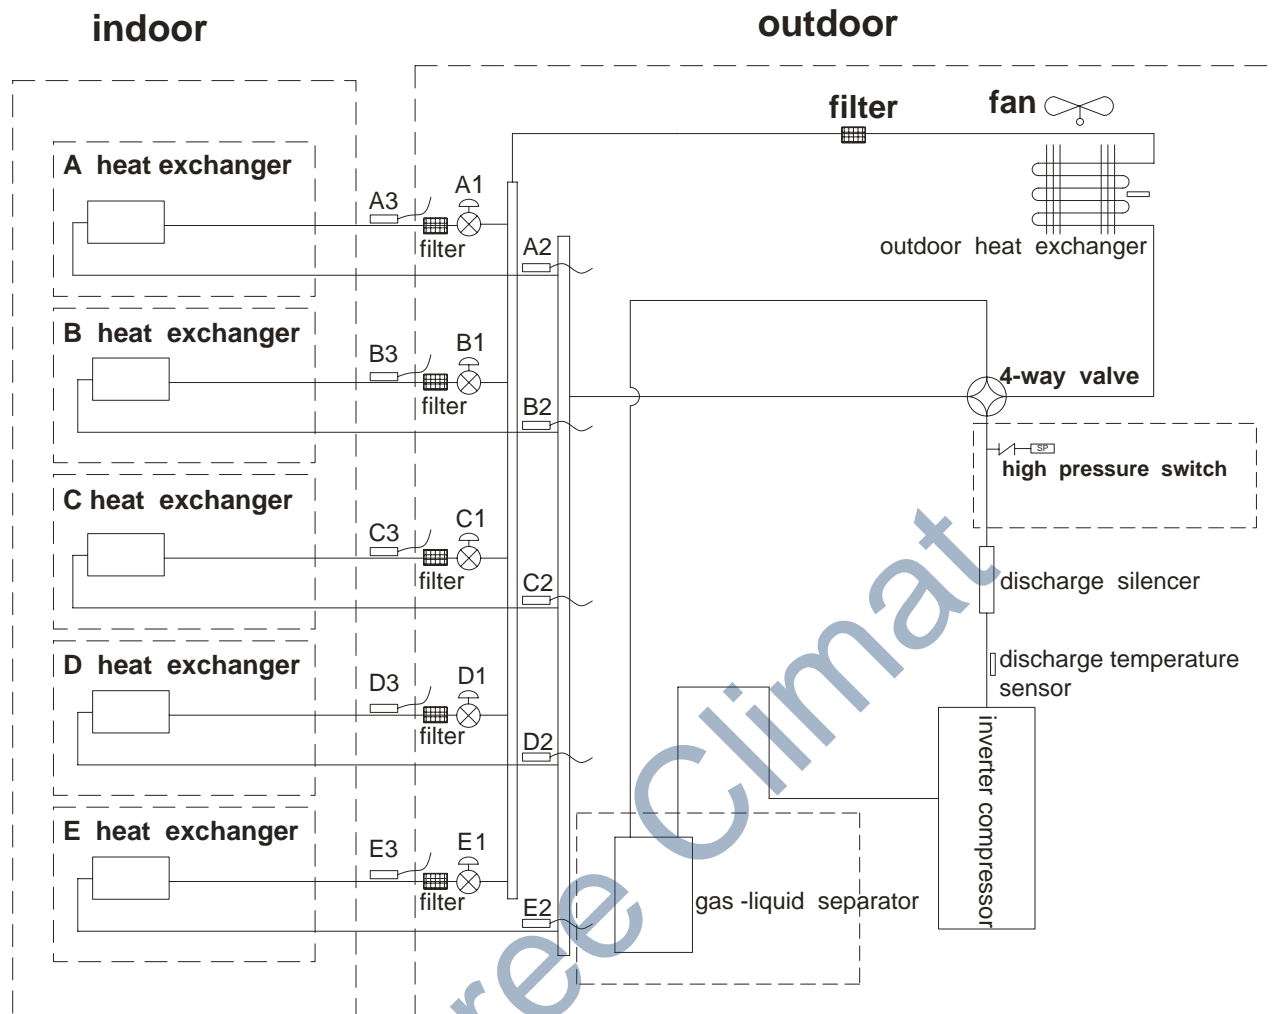 indoor
outdoor
filter
fan
A heat exchanger
A3
A1
filter
A2
outdoor heat exchanger
B heat exchanger
B3
B1
filter
B2
4-way valve
SP
high pressure switch
C heat exchanger
C3
C1
filter
C2
discharge silencer
D heat exchanger
D3
D1
filter
D2
discharge temperature
sensor
inverter compressor
E heat exchanger
E3
E1
filter
E2
gas -liquid separator
ree Climat